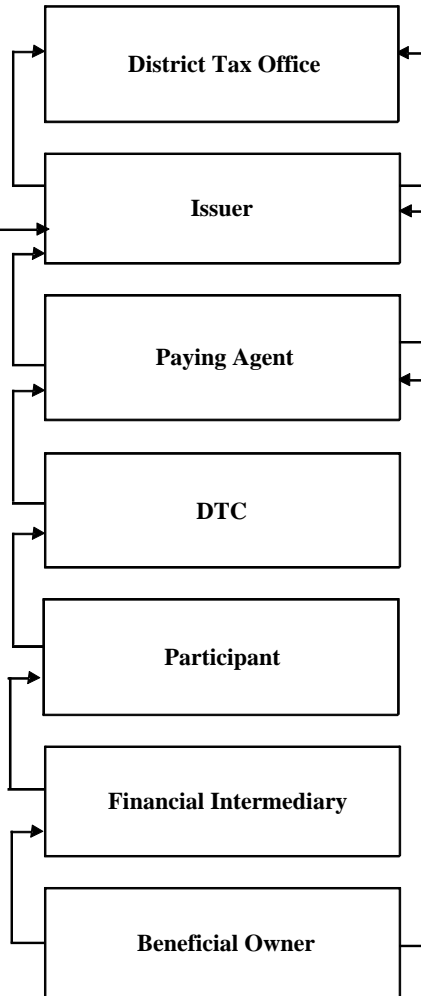 District Tax Office
Issuer
Paying Agent
DTC
Participant
Financial Intermediary
Beneficial Owner